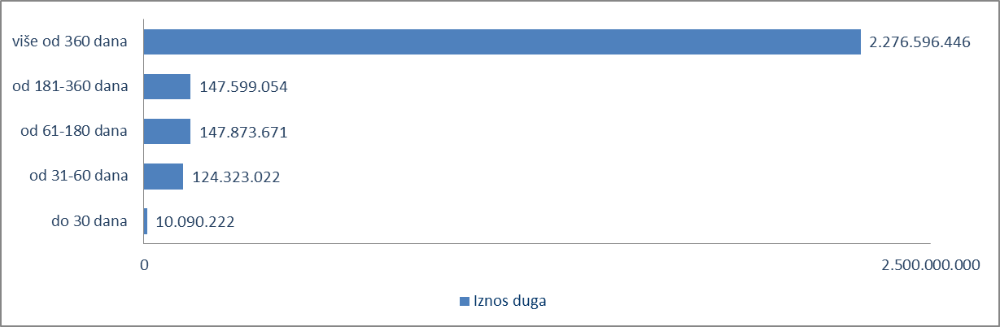 više od 360 dana 2.276.596.446
od 181-360 dana 147.599.054
od 61-180 dana 147.873.671
od 31-60 dana 124.323.022
do 30 dana 10.090.222
0 2.500.000.000
Iznos duga